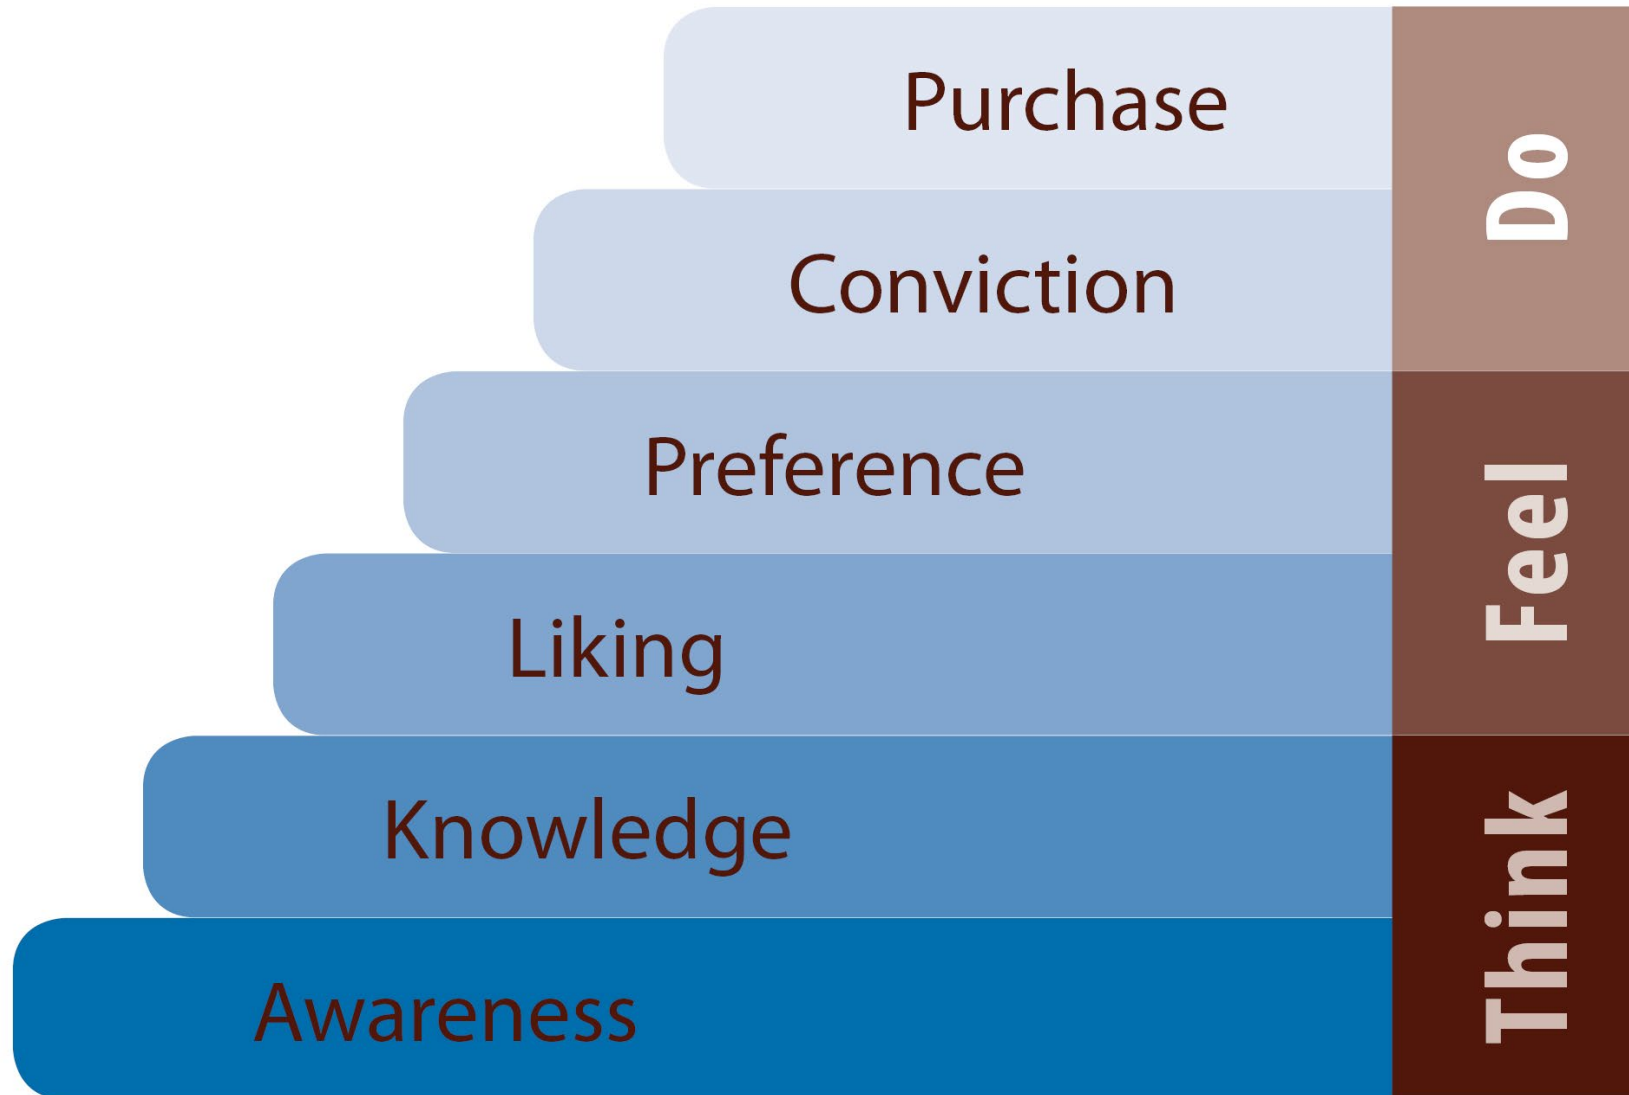 Purchase
Conviction
Preference
Liking
Knowledge
Awareness
Do
Feel
Think